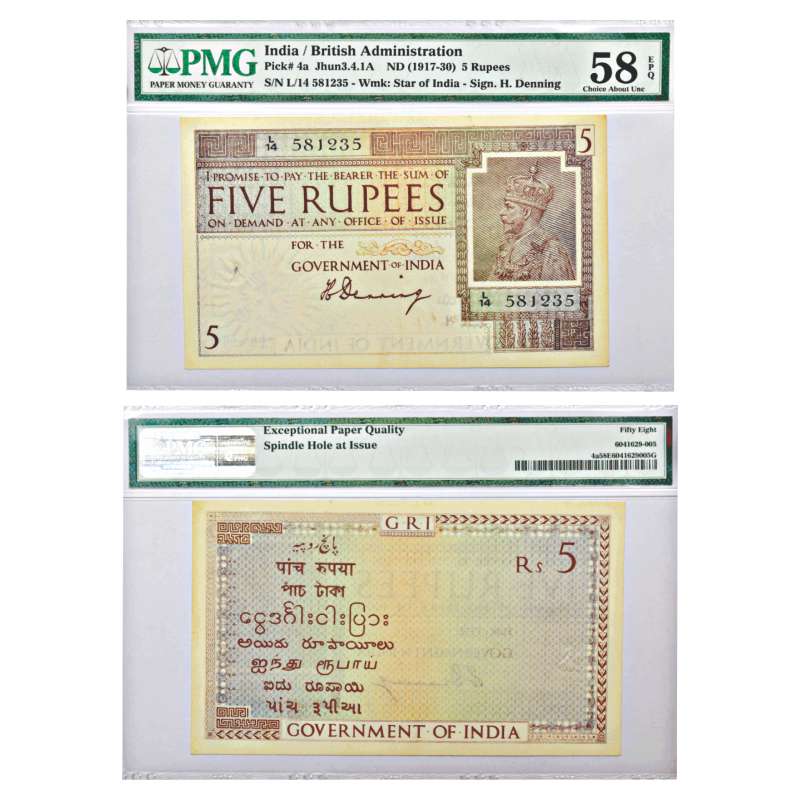 PMG
PAPER MONEY GUARANTY
India / British Administration
Pick# 4a Jhun3.4.1A ND (1917-30) 5 Rupees
S/N L/14 581235 - Wmk: Star of India - Sign. H. Denning
58 EPQ
Choice About Unc
L/14 581235
5
I PROMISE·TO·PAY·THE·BEARER·THE·SUM·OF
FIVE RUPEES
ON·DEMAND·AT·ANY·OFFICE·OF·ISSUE
FOR·THE
GOVERNMENT·OF·INDIA
H Denning
L/14 581235
5
Exceptional Paper Quality
Spindle Hole at Issue
Fifty Eight
6041629-005
4a58E6041629005G
G R I
پانچ روپیہ
पांच रुपया
Rs 5
পাঁচ টাকা
ငွေဒင်္ဂါးငါးပြား
అయిదు రూపాయీలు
ஐந்து ரூபாய்
ಐದು ರೂಪಾಯಿ
પાંચ રૂપીઆ
GOVERNMENT·OF·INDIA